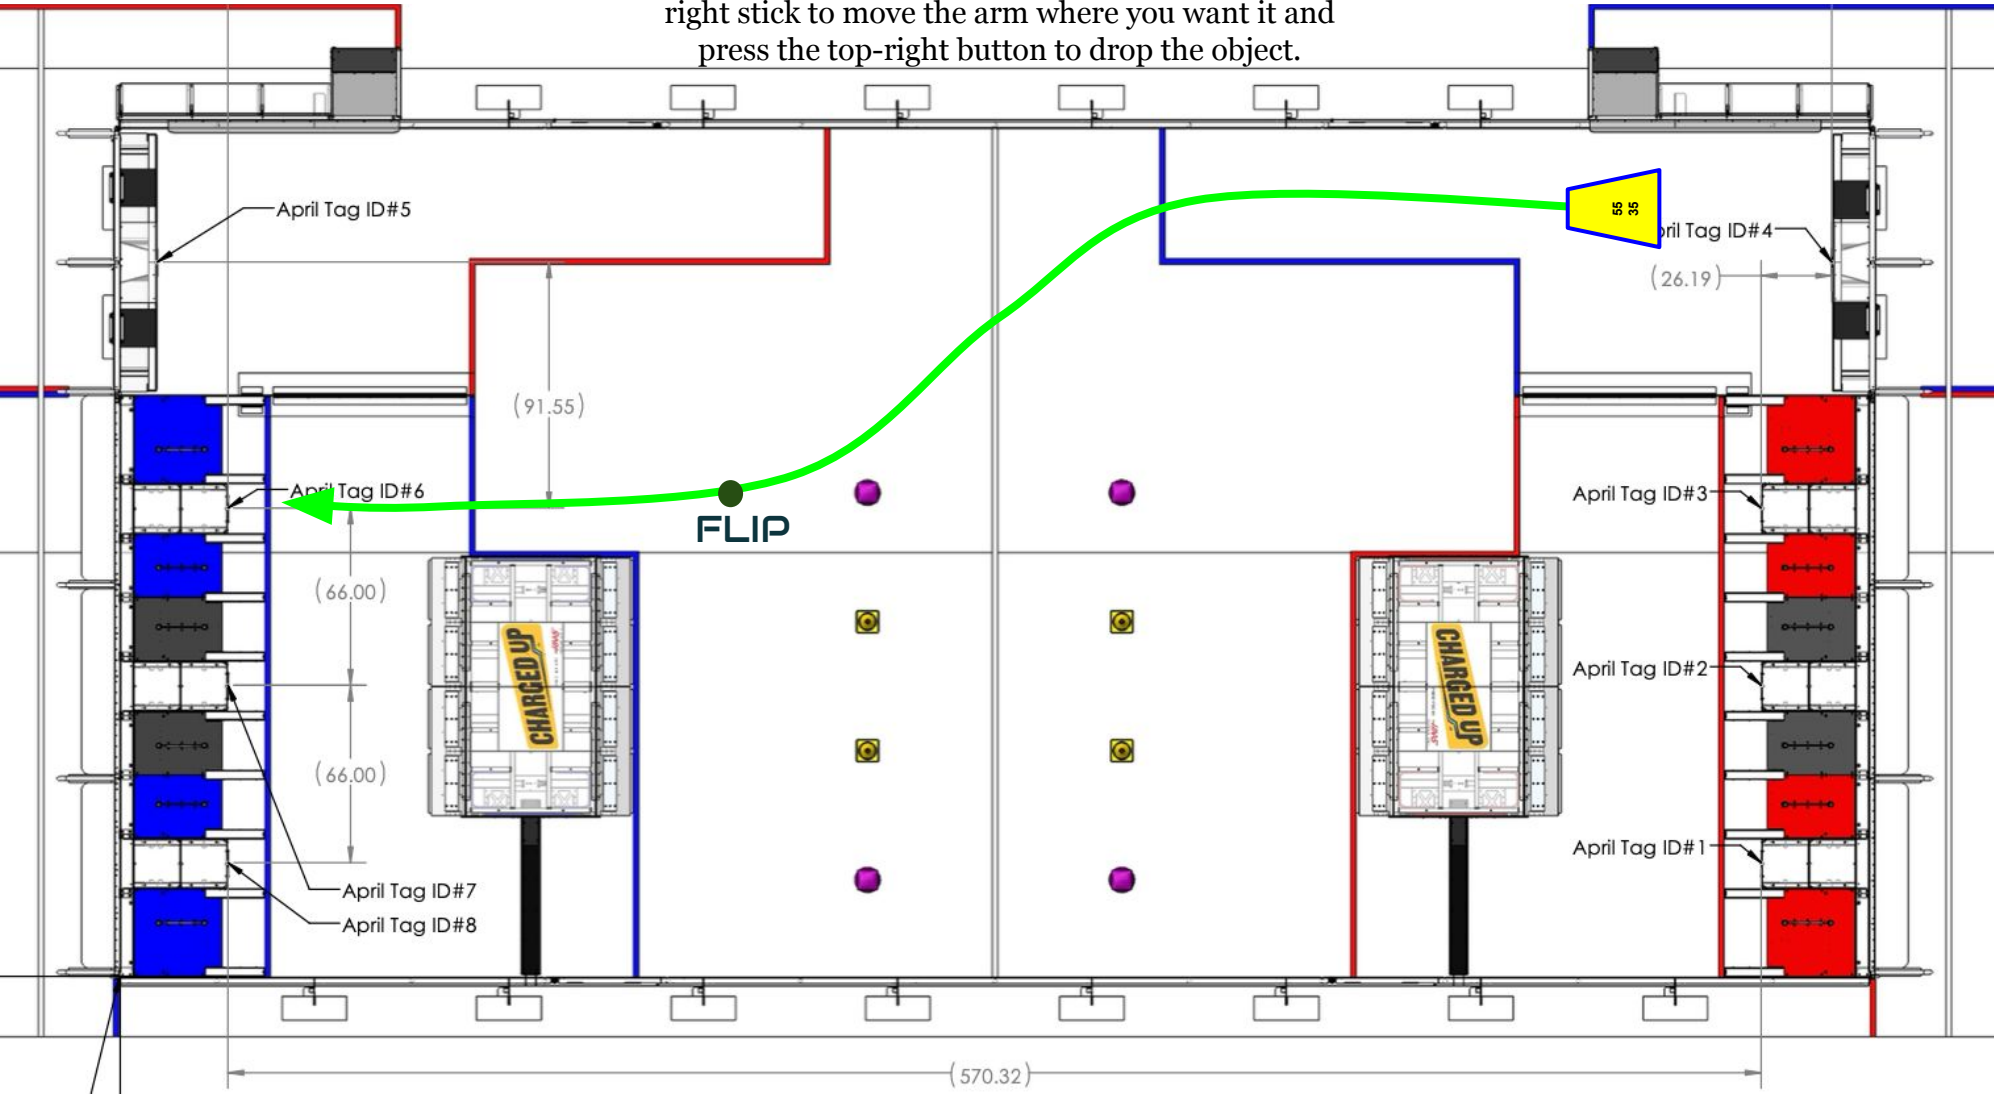 right stick to move the arm where you want it and
press the top-right button to drop the object.
April Tag ID#5
55
35
ril Tag ID#4
(26.19)
(91.55)
April Tag ID#6
April Tag ID#3
FLIP
(66.00)
CHARGED UP
CHARGED UP
April Tag ID#2
(66.00)
April Tag ID#1
April Tag ID#7
April Tag ID#8
(570.32)